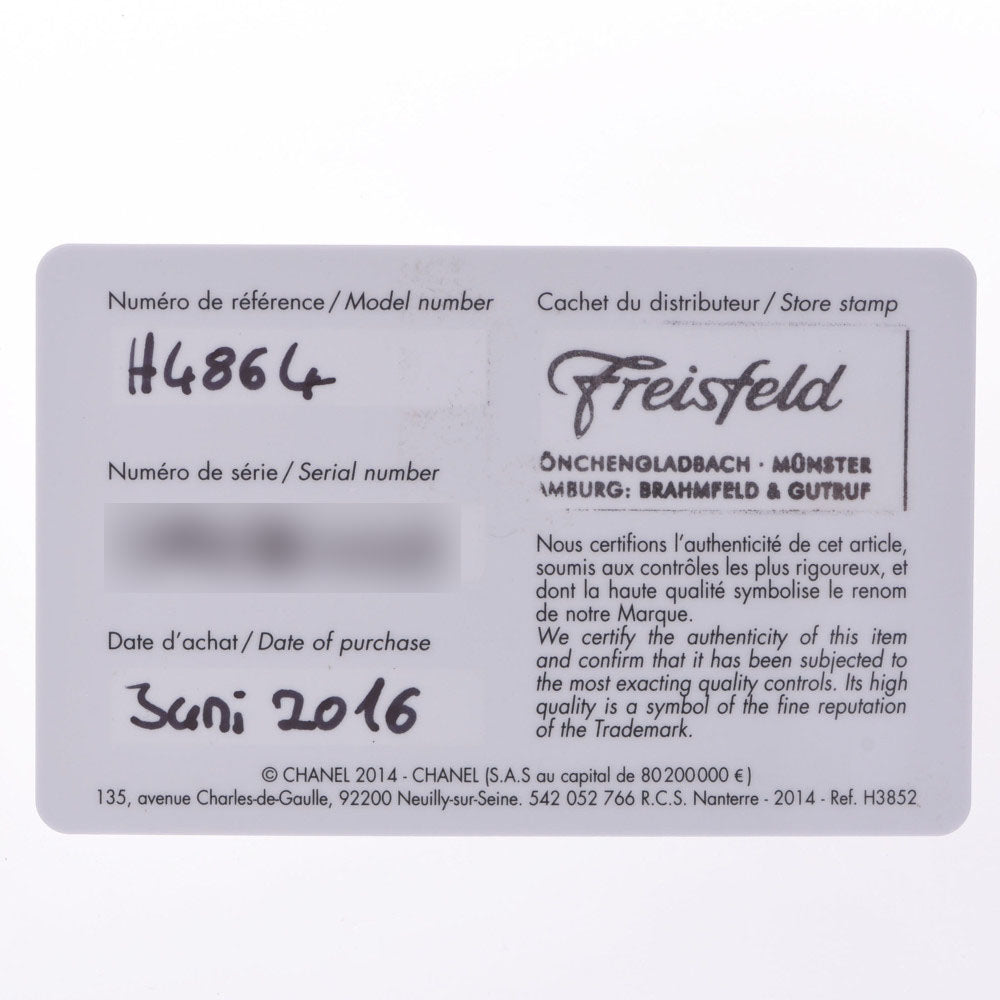 Numéro de référence / Model number
H4864
Numéro de série / Serial number
Date d'achat / Date of purchase
Juni 2016
Cachet du distributeur / Store stamp
Freisfeld
ÖNCHENGLADBACH · MÜNSTER
AMBURG: BRAHMFELD & GUTRUF
Nous certifions l'authenticité de cet article,
soumis aux contrôles les plus rigoureux, et
dont la haute qualité symbolise le renom
de notre Marque.
We certify the authenticity of this item
and confirm that it has been subjected to
the most exacting quality controls. Its high
quality is a symbol of the fine reputation
of the Trademark.
© CHANEL 2014 - CHANEL (S.A.S au capital de 80 200 000 €)
135, avenue Charles-de-Gaulle, 92200 Neuilly-sur-Seine. 542 052 766 R.C.S. Nanterre - 2014 - Ref. H3852